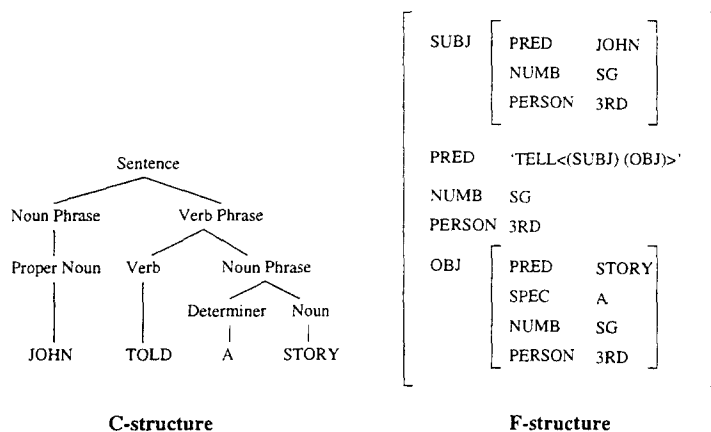 Sentence
Noun Phrase Verb Phrase
Proper Noun Verb Noun Phrase
Determiner Noun
JOHN TOLD A STORY
C-structure
SUBJ PRED JOHN
NUMB SG
PERSON 3RD
PRED 'TELL<(SUBJ) (OBJ)>'
NUMB SG
PERSON 3RD
OBJ PRED STORY
SPEC A
NUMB SG
PERSON 3RD
F-structure